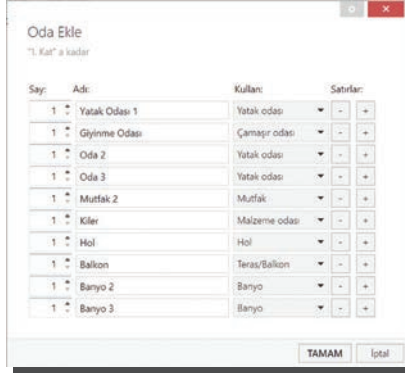 Oda Ekle
"1. Kat" a kadar
Say: Adı: Kullan: Satırlar:
1 Yatak Odası 1 Yatak odası - +
1 Giyinme Odası Çamaşır odası - +
1 Oda 2 Yatak odası - +
1 Oda 3 Yatak odası - +
1 Mutfak 2 Mutfak - +
1 Kiler Malzeme odası - +
1 Hol Hol - +
1 Balkon Teras/Balkon - +
1 Banyo 2 Banyo - +
1 Banyo 3 Banyo - +
TAMAM İptal